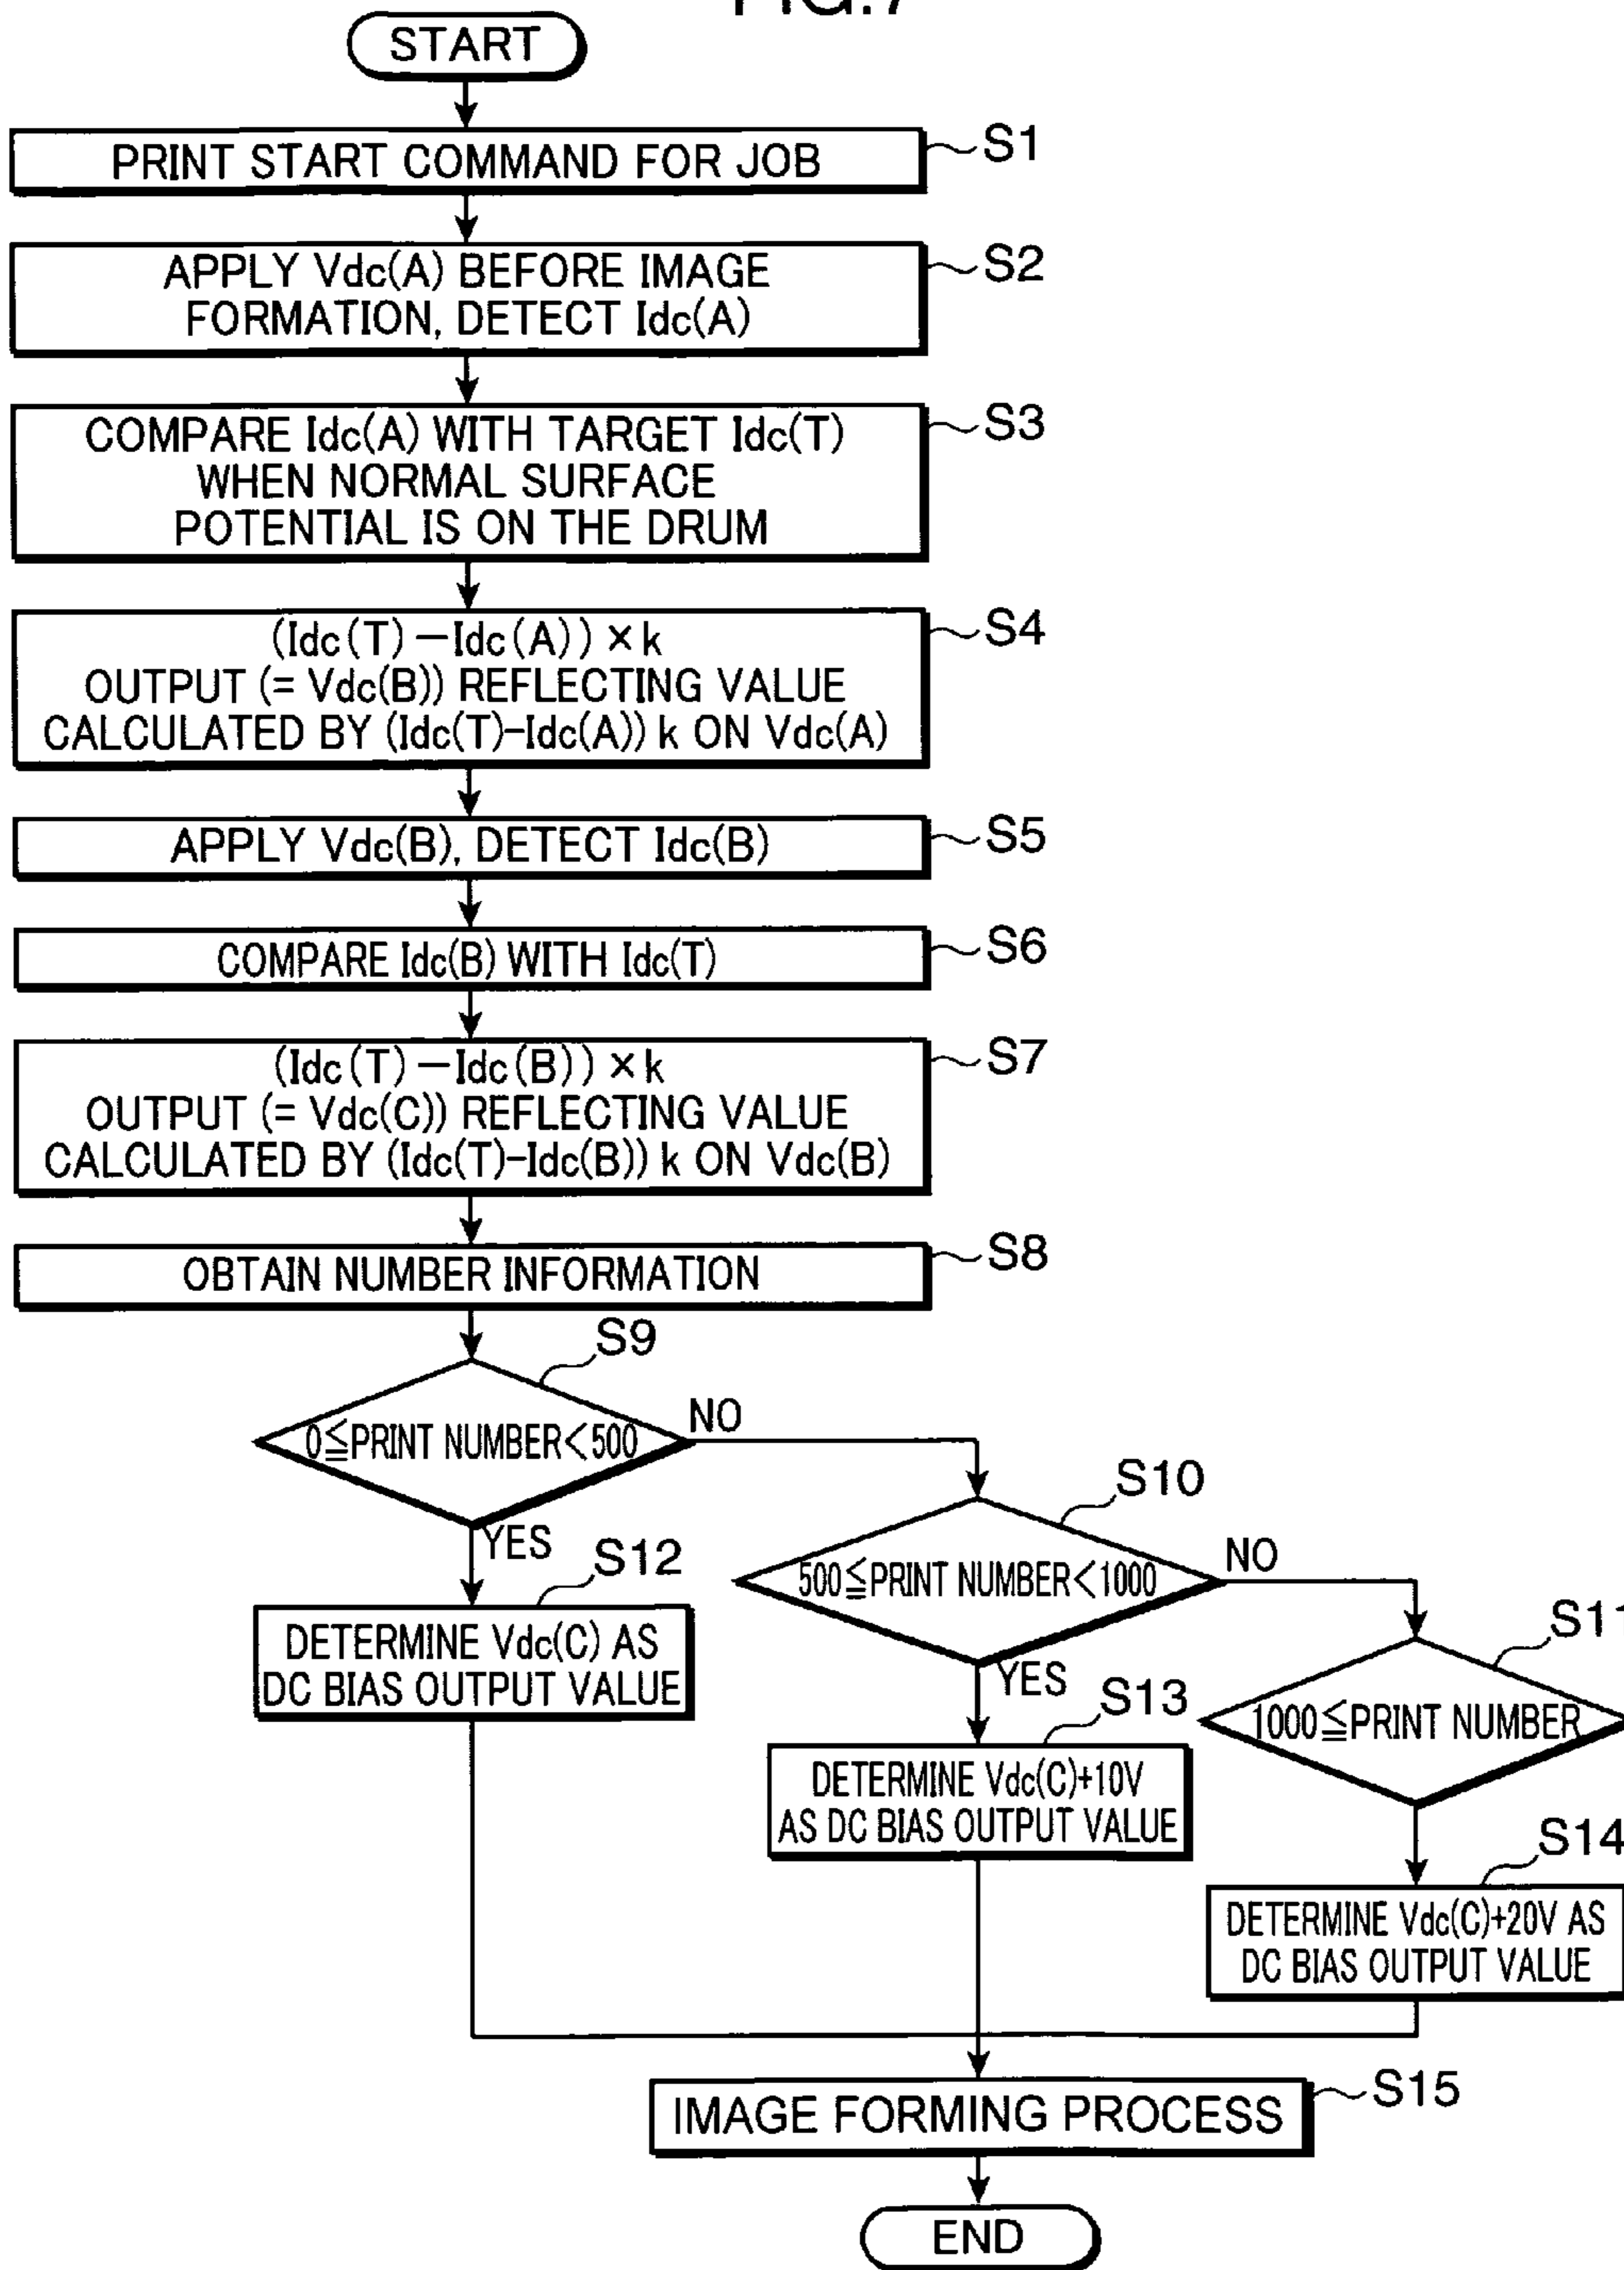 FIG.7
START
PRINT START COMMAND FOR JOB
S1
APPLY Vdc(A) BEFORE IMAGE
FORMATION, DETECT Idc(A)
S2
COMPARE Idc(A) WITH TARGET Idc(T)
WHEN NORMAL SURFACE
POTENTIAL IS ON THE DRUM
S3
(Idc(T)－Idc(A))×k
OUTPUT (= Vdc(B)) REFLECTING VALUE
CALCULATED BY (Idc(T)-Idc(A)) k ON Vdc(A)
S4
APPLY Vdc(B), DETECT Idc(B)
S5
COMPARE Idc(B) WITH Idc(T)
S6
(Idc(T)－Idc(B))×k
OUTPUT (= Vdc(C)) REFLECTING VALUE
CALCULATED BY (Idc(T)-Idc(B)) k ON Vdc(B)
S7
OBTAIN NUMBER INFORMATION
S8
S9
0≦PRINT NUMBER<500
NO
YES
S10
500≦PRINT NUMBER<1000
NO
YES
S11
1000≦PRINT NUMBER
S12
DETERMINE Vdc(C) AS
DC BIAS OUTPUT VALUE
S13
DETERMINE Vdc(C)+10V
AS DC BIAS OUTPUT VALUE
S14
DETERMINE Vdc(C)+20V AS
DC BIAS OUTPUT VALUE
IMAGE FORMING PROCESS
S15
END